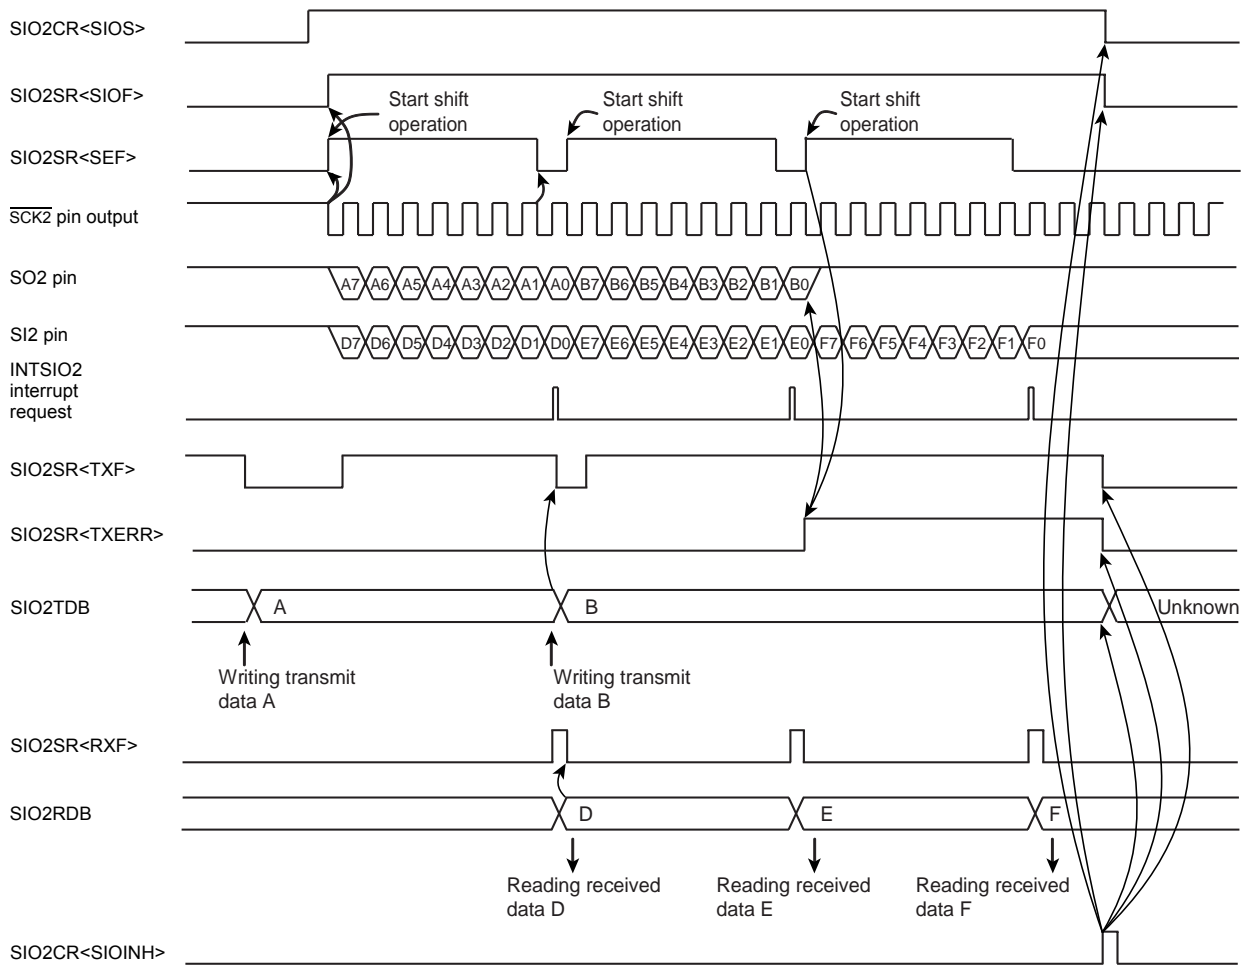 SIO2CR<SIOS>
SIO2SR<SIOF>
Start shift
operation
Start shift
operation
Start shift
operation
SIO2SR<SEF>
SCK2 pin output
SO2 pin
A7 A6 A5 A4 A3 A2 A1 A0 B7 B6 B5 B4 B3 B2 B1 B0
SI2 pin
D7 D6 D5 D4 D3 D2 D1 D0 E7 E6 E5 E4 E3 E2 E1 E0 F7 F6 F5 F4 F3 F2 F1 F0
INTSIO2
interrupt
request
SIO2SR<TXF>
SIO2SR<TXERR>
SIO2TDB
A
B
Unknown
Writing transmit
data A
Writing transmit
data B
SIO2SR<RXF>
SIO2RDB
D
E
F
Reading received
data D
Reading received
data E
Reading received
data F
SIO2CR<SIOINH>